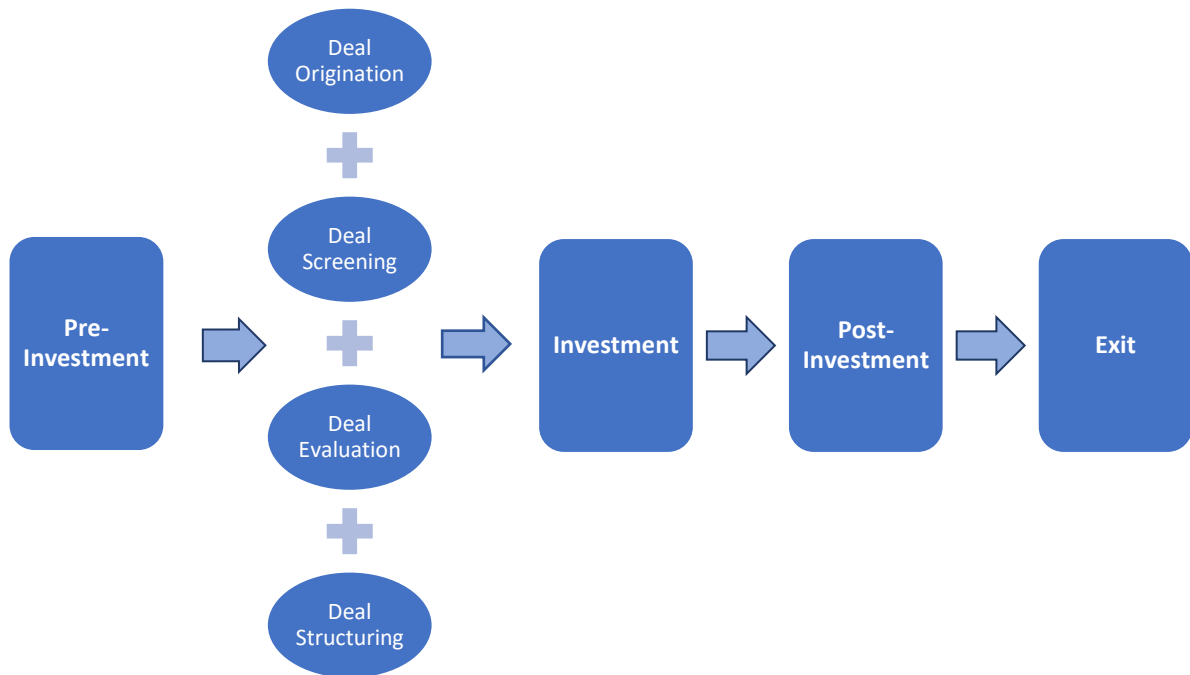 Pre-
Investment
Deal
Origination
Deal
Screening
Deal
Evaluation
Deal
Structuring
Investment
Post-
Investment
Exit